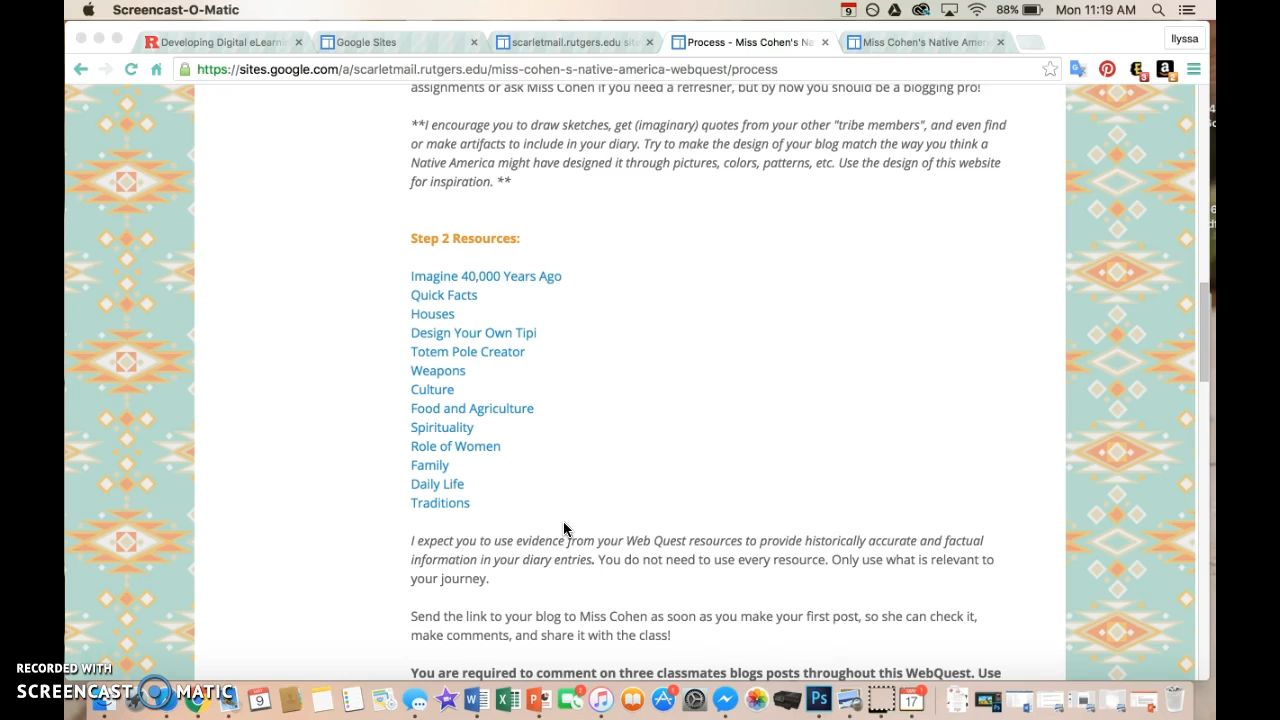 Screencast-O-Matic
9
88%
Mon 11:19 AM
Developing Digital eLearnin
Google Sites
scarletmail.rutgers.edu site
Process - Miss Cohen's Na
Miss Cohen's Native Amer
Ilyssa
https://sites.google.com/a/scarletmail.rutgers.edu/miss-cohen-s-native-america-webquest/process
assignments or ask Miss Cohen if you need a refresher, but by now you should be a blogging pro!
**I encourage you to draw sketches, get (imaginary) quotes from your other "tribe members", and even find
or make artifacts to include in your diary. Try to make the design of your blog match the way you think a
Native America might have designed it through pictures, colors, patterns, etc. Use the design of this website
for inspiration. **
Step 2 Resources:
Imagine 40,000 Years Ago
Quick Facts
Houses
Design Your Own Tipi
Totem Pole Creator
Weapons
Culture
Food and Agriculture
Spirituality
Role of Women
Family
Daily Life
Traditions
I expect you to use evidence from your Web Quest resources to provide historically accurate and factual
information in your diary entries. You do not need to use every resource. Only use what is relevant to
your journey.
Send the link to your blog to Miss Cohen as soon as you make your first post, so she can check it,
make comments, and share it with the class!
You are required to comment on three classmates blogs posts throughout this WebQuest. Use
RECORDED WITH
SCREENCAST-O-MATIC
9
Ps
17